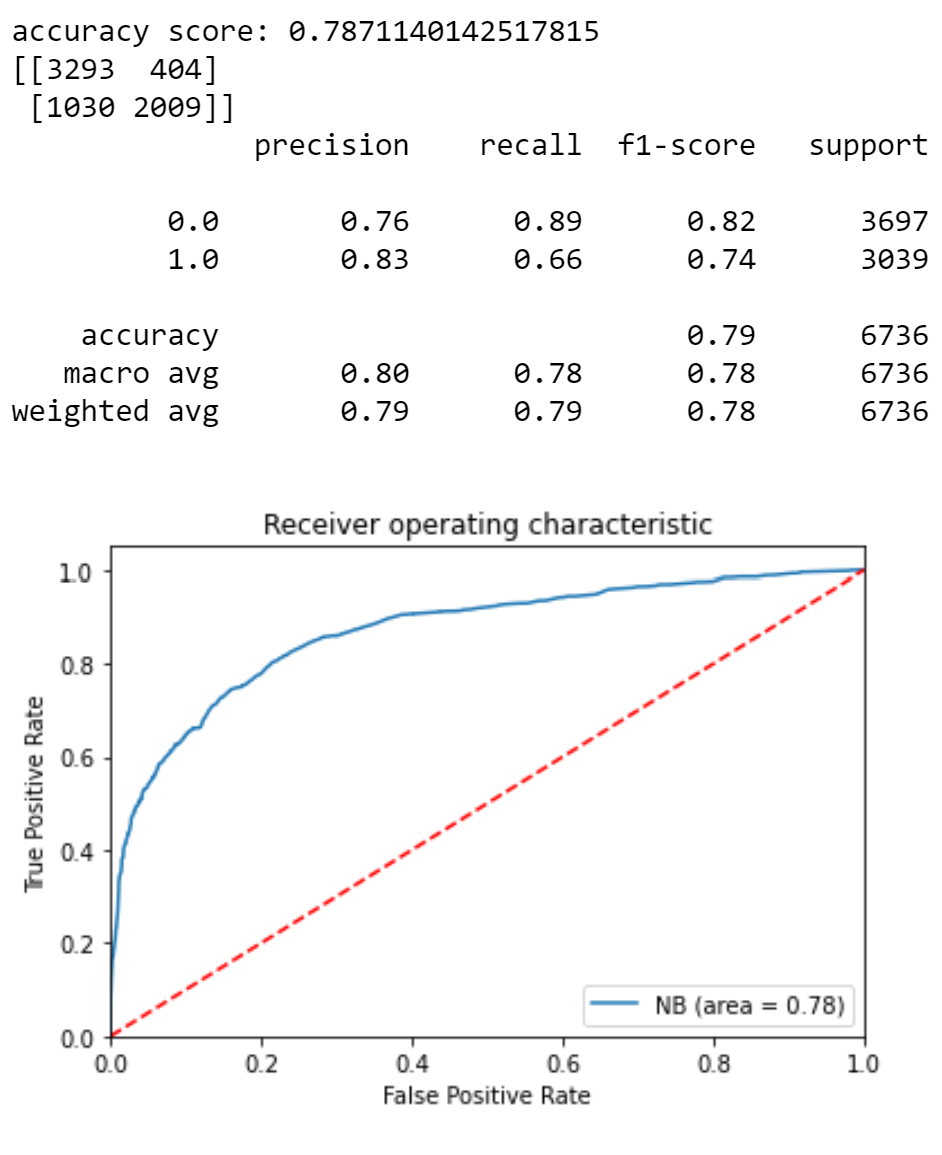 accuracy score: 0.7871140142517815
[[3293  404]
 [1030 2009]]
precision    recall  f1-score   support
0.0       0.76      0.89      0.82      3697
1.0       0.83      0.66      0.74      3039
accuracy                           0.79      6736
macro avg       0.80      0.78      0.78      6736
weighted avg       0.79      0.79      0.78      6736
Receiver operating characteristic
1.0
0.8
0.6
0.4
0.2
0.0
True Positive Rate
NB (area = 0.78)
0.0 0.2 0.4 0.6 0.8 1.0
False Positive Rate